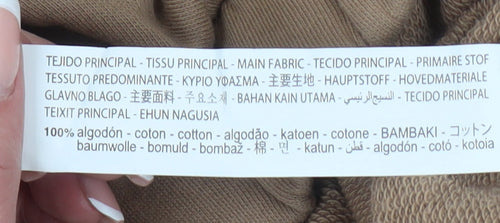 TEJIDO PRINCIPAL - TISSU PRINCIPAL - MAIN FABRIC - TECIDO PRINCIPAL - PRIMAIRE STOF
TESSUTO PREDOMINANTE - ΚΥΡΙΟ ΥΦΑΣΜΑ - 主要生地 - HAUPTSTOFF - HOVEDMATERIALE
GLAVNO BLAGO - 主要面料 - 주요소재 - BAHAN KAIN UTAMA - النسيج الرئيسي - TECIDO PRINCIPAL
TEIXIT PRINCIPAL - EHUN NAGUSIA
100% algodón - coton - cotton - algodão - katoen - cotone - BAMBAKI - コットン
baumwolle - bomuld - bombaž - 棉 - 면 - katun - قطن - algodón - cotó - kotoia